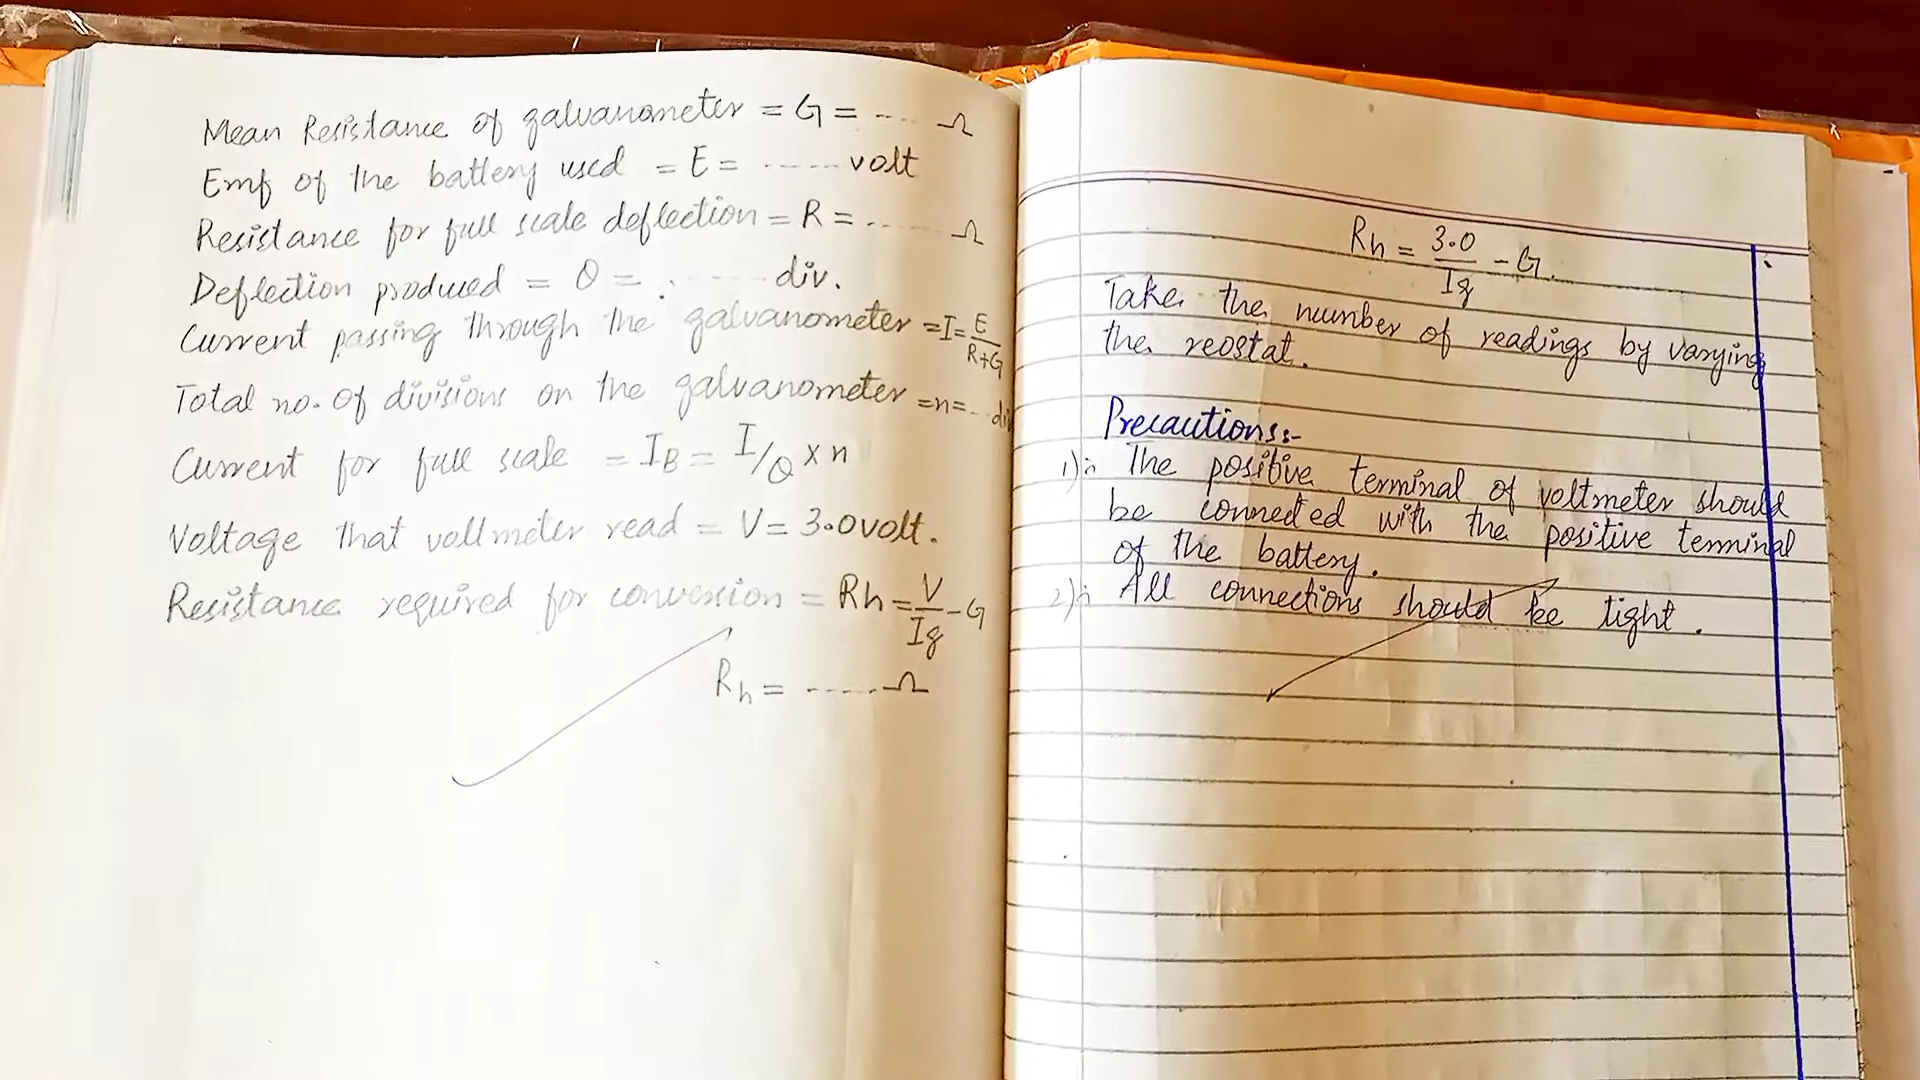 Mean Resistance of galvanometer = G = .... Ω
Emf of the battery used = E = ...... volt
Resistance for full scale deflection = R = ...... Ω
Deflection produced = θ = ....... div.
Current passing through the galvanometer = I = E/R+G
Total no. of divisions on the galvanometer = n = ... div
Current for full scale = IB = I/θ x n
Voltage that voltmeter read = V = 3.0 volt.
Resistance required for conversion = Rh = V/Ig - G
Rh = ..... Ω
Rh = 3.0/Ig - G.
Take the number of readings by varying
the reostat.
Precautions:-
1):- The positive terminal of voltmeter should
be connected with the positive terminal
of the battery.
2):- All connections should be tight.